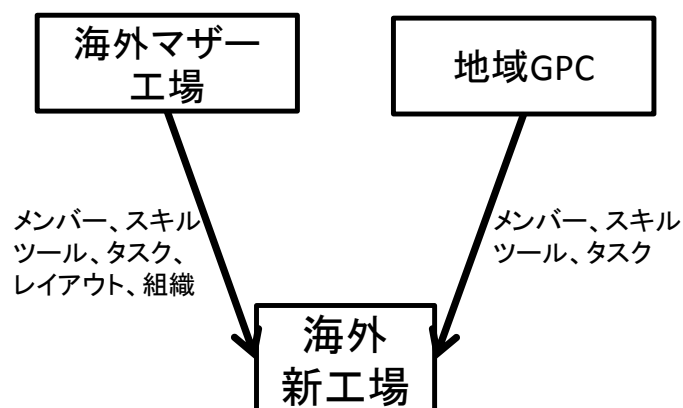 海外マザー
工場
地域GPC
メンバー、スキル
ツール、タスク、
レイアウト、組織
メンバー、スキル
ツール、タスク
海外
新工場